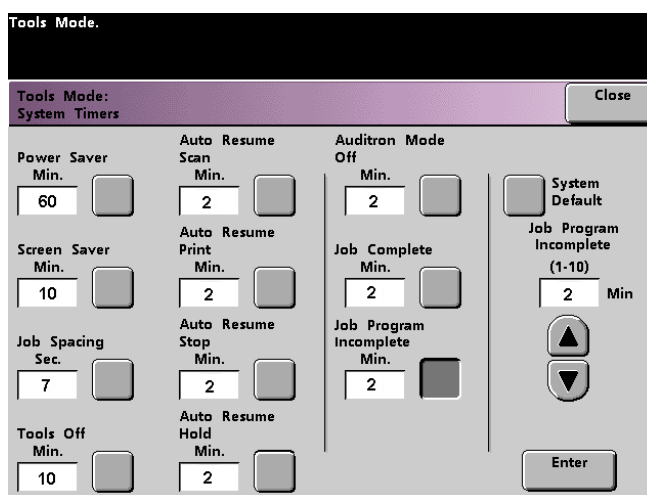 Tools Mode.
Tools Mode:
System Timers
Close
Power Saver
Min.
60
Screen Saver
Min.
10
Job Spacing
Sec.
7
Tools Off
Min.
10
Auto Resume
Scan
Min.
2
Auto Resume
Print
Min.
2
Auto Resume
Stop
Min.
2
Auto Resume
Hold
Min.
2
Auditron Mode
Off
Min.
2
Job Complete
Min.
2
Job Program
Incomplete
Min.
2
System
Default
Job Program
Incomplete
(1-10)
2 Min
Enter